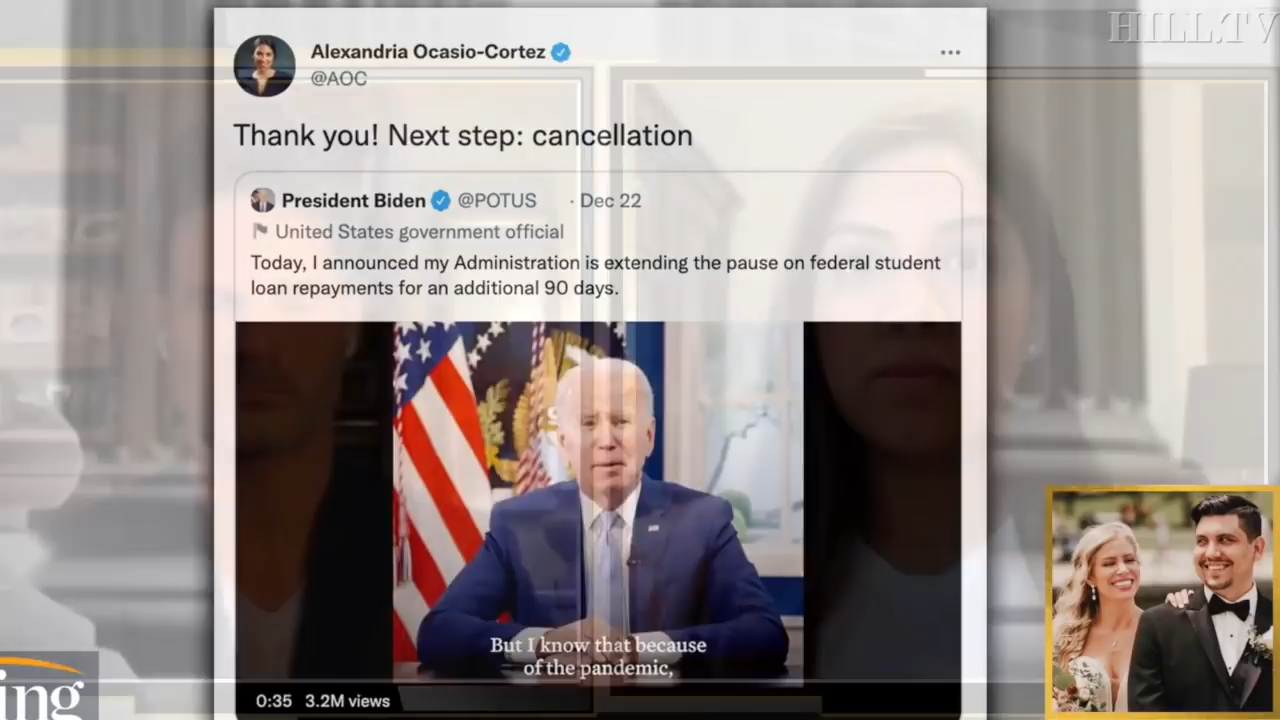 HILL.TV
Alexandria Ocasio-Cortez
@AOC
Thank you! Next step: cancellation
President Biden @POTUS · Dec 22
United States government official
Today, I announced my Administration is extending the pause on federal student
loan repayments for an additional 90 days.
But I know that because
of the pandemic,
0:35 3.2M views
ing